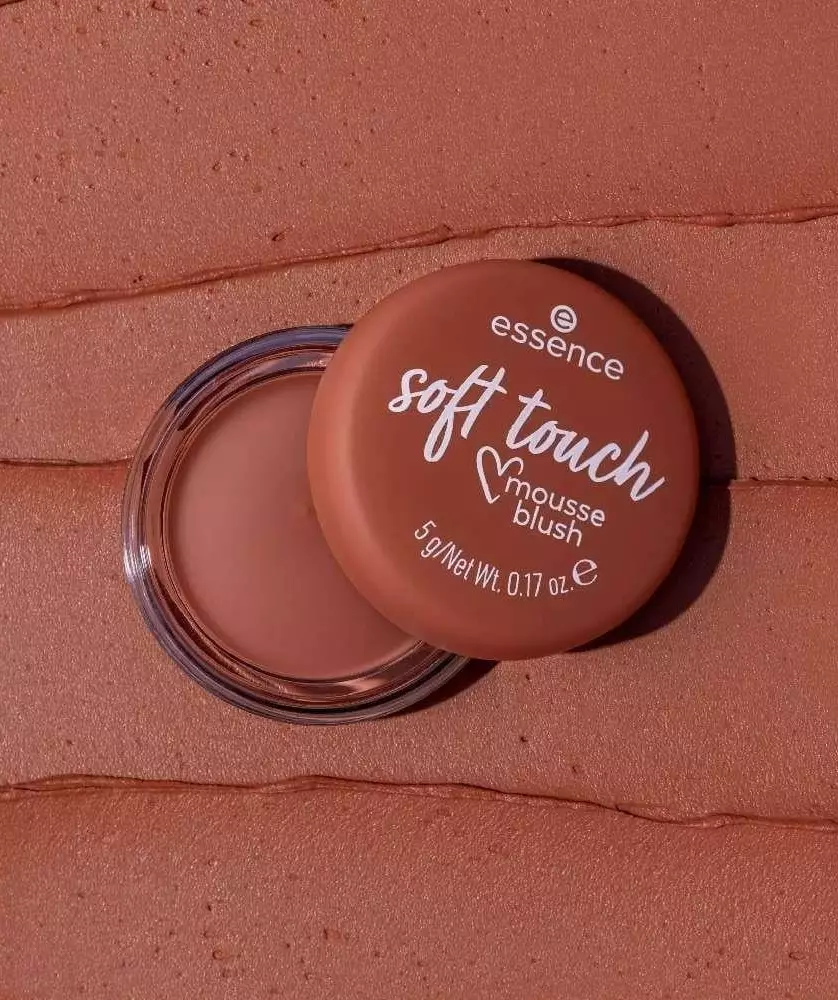 e
essence
soft touch
mousse
blush
5 g/Net Wt. 0.17 oz. ℮